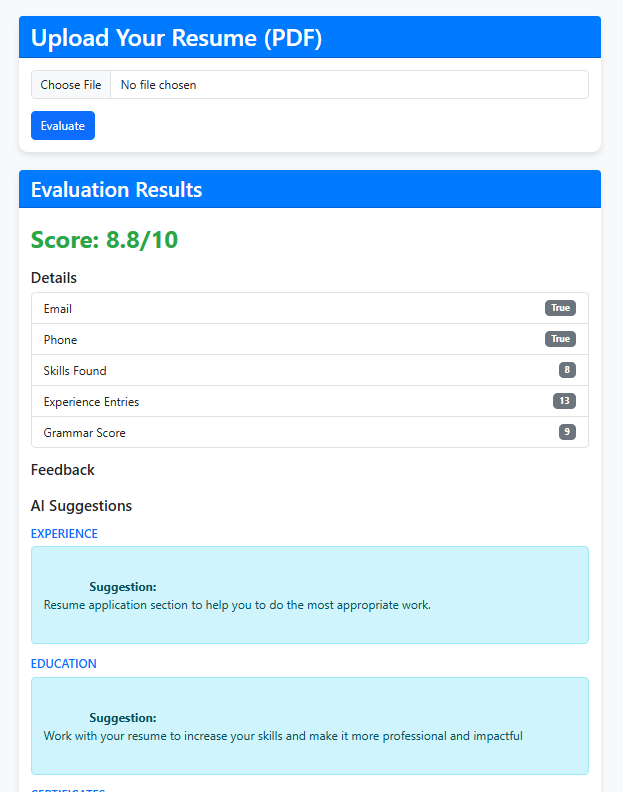 Upload Your Resume (PDF)
Choose File No file chosen
Evaluate
Evaluation Results
Score: 8.8/10
Details
Email True
Phone True
Skills Found 8
Experience Entries 13
Grammar Score 9
Feedback
AI Suggestions
EXPERIENCE
Suggestion:
Resume application section to help you to do the most appropriate work.
EDUCATION
Suggestion:
Work with your resume to increase your skills and make it more professional and impactful
CERTIFICATES